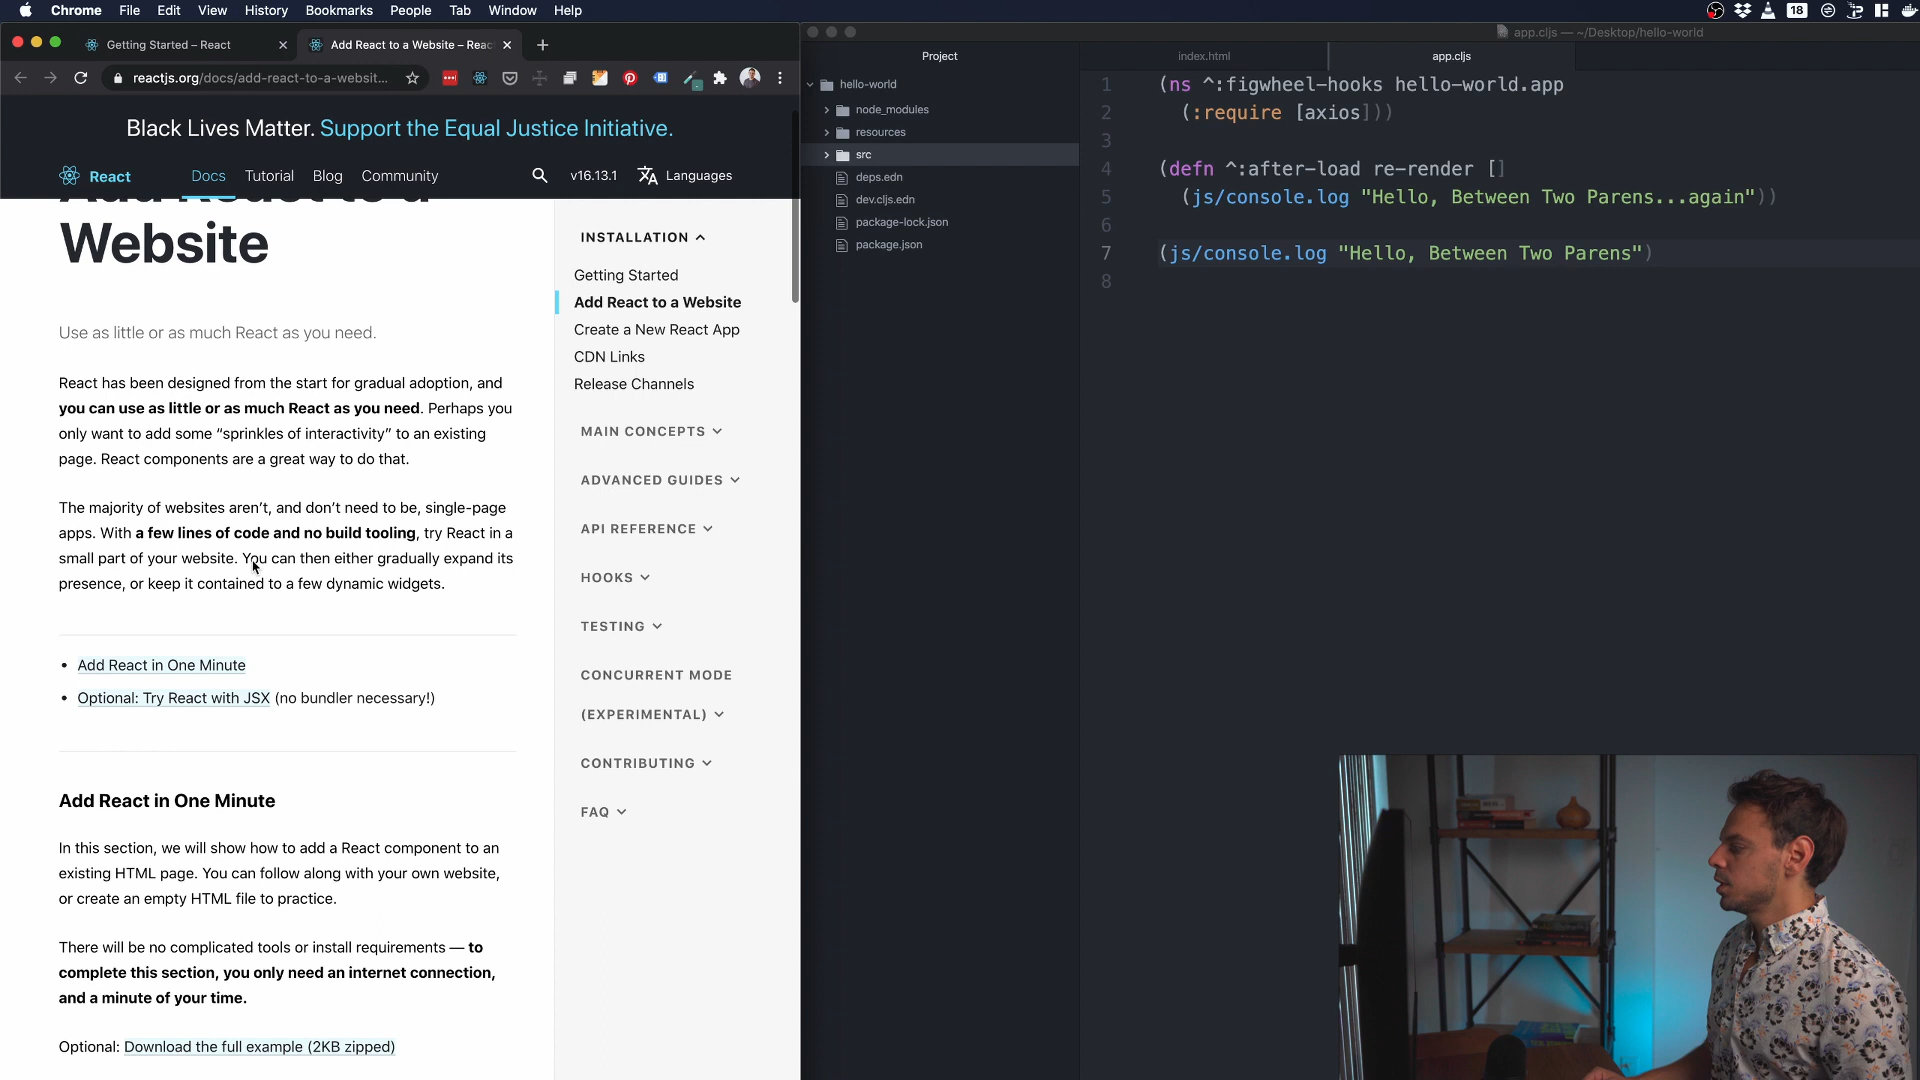 Chrome File Edit View History Bookmarks People Tab Window Help
18
Getting Started – React
Add React to a Website – Reac
reactjs.org/docs/add-react-to-a-websit...
Black Lives Matter. Support the Equal Justice Initiative.
React Docs Tutorial Blog Community v16.13.1 Languages
Add React to a
Website
Use as little or as much React as you need.
React has been designed from the start for gradual adoption, and
you can use as little or as much React as you need. Perhaps you
only want to add some “sprinkles of interactivity” to an existing
page. React components are a great way to do that.
The majority of websites aren’t, and don’t need to be, single-page
apps. With a few lines of code and no build tooling, try React in a
small part of your website. You can then either gradually expand its
presence, or keep it contained to a few dynamic widgets.
• Add React in One Minute
• Optional: Try React with JSX (no bundler necessary!)
Add React in One Minute
In this section, we will show how to add a React component to an
existing HTML page. You can follow along with your own website,
or create an empty HTML file to practice.
There will be no complicated tools or install requirements — to
complete this section, you only need an internet connection,
and a minute of your time.
Optional: Download the full example (2KB zipped)
INSTALLATION
Getting Started
Add React to a Website
Create a New React App
CDN Links
Release Channels
MAIN CONCEPTS
ADVANCED GUIDES
API REFERENCE
HOOKS
TESTING
CONCURRENT MODE
(EXPERIMENTAL)
CONTRIBUTING
FAQ
app.cljs — ~/Desktop/hello-world
Project
hello-world
node_modules
resources
src
deps.edn
dev.cljs.edn
package-lock.json
package.json
index.html
app.cljs
1 (ns ^:figwheel-hooks hello-world.app
2 (:require [axios]))
3
4 (defn ^:after-load re-render []
5 (js/console.log "Hello, Between Two Parens...again"))
6
7 (js/console.log "Hello, Between Two Parens")
8